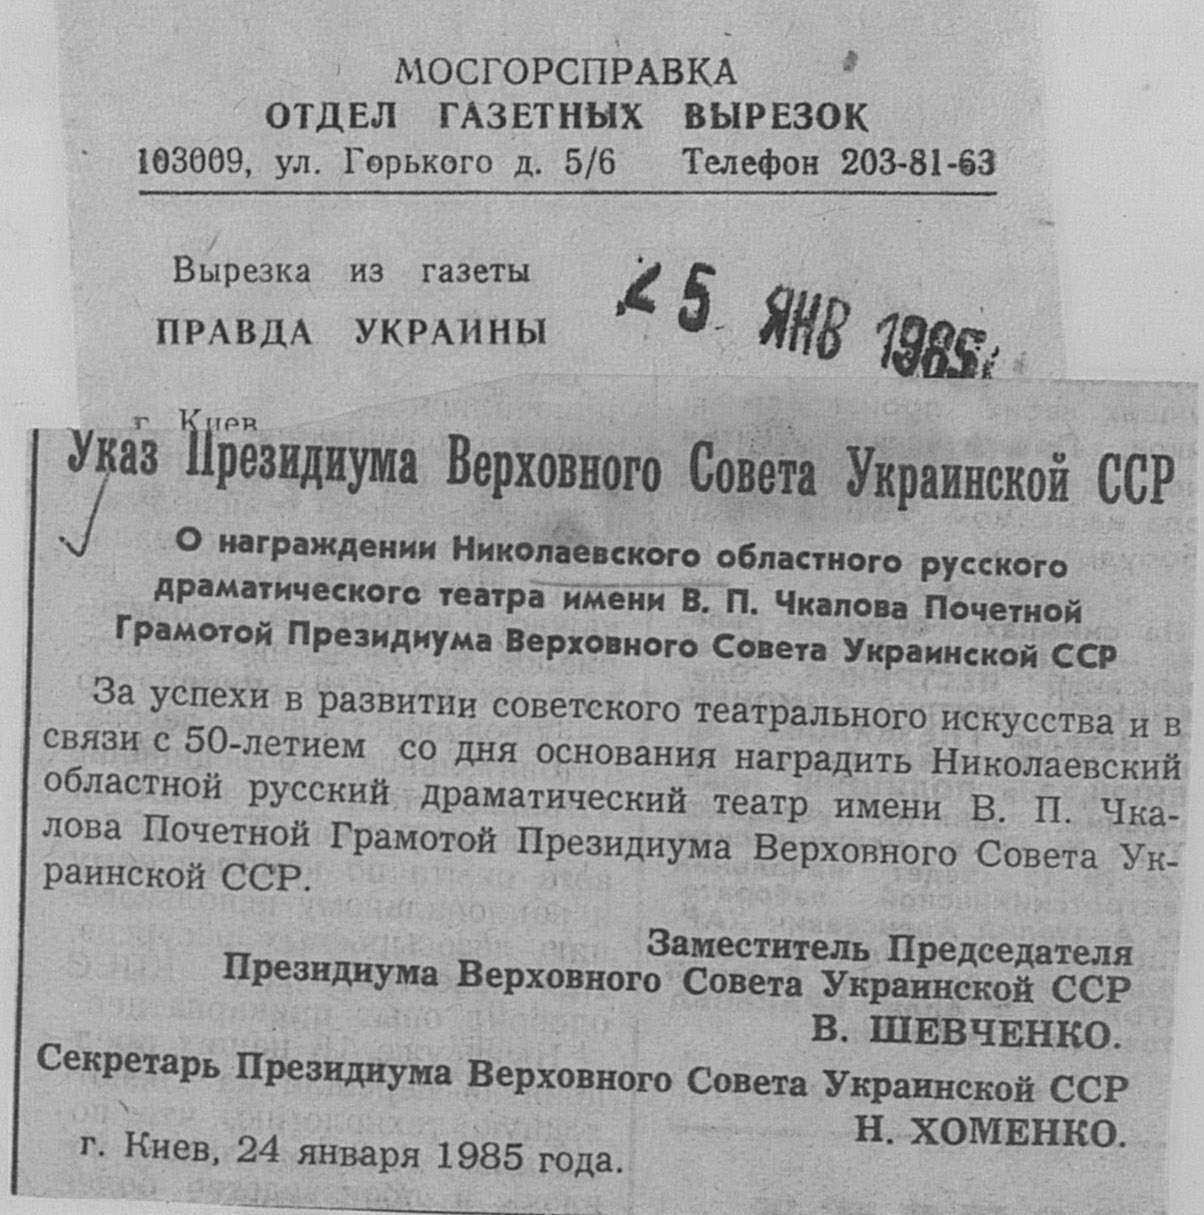 МОСГОРСПРАВКА
ОТДЕЛ ГАЗЕТНЫХ ВЫРЕЗОК
103009, ул. Горького д. 5/6 Телефон 203-81-63
Вырезка из газеты
ПРАВДА УКРАИНЫ
25 ЯНВ 1985
г. Киев
Указ Президиума Верховного Совета Украинской ССР
О награждении Николаевского областного русского
драматического театра имени В. П. Чкалова Почетной
Грамотой Президиума Верховного Совета Украинской ССР
За успехи в развитии советского театрального искусства и в
связи с 50-летием со дня основания наградить Николаевский
областной русский драматический театр имени В. П. Чка-
лова Почетной Грамотой Президиума Верховного Совета Ук-
раинской ССР.
Заместитель Председателя
Президиума Верховного Совета Украинской ССР
В. ШЕВЧЕНКО.
Секретарь Президиума Верховного Совета Украинской ССР
Н. ХОМЕНКО.
г. Киев, 24 января 1985 года.